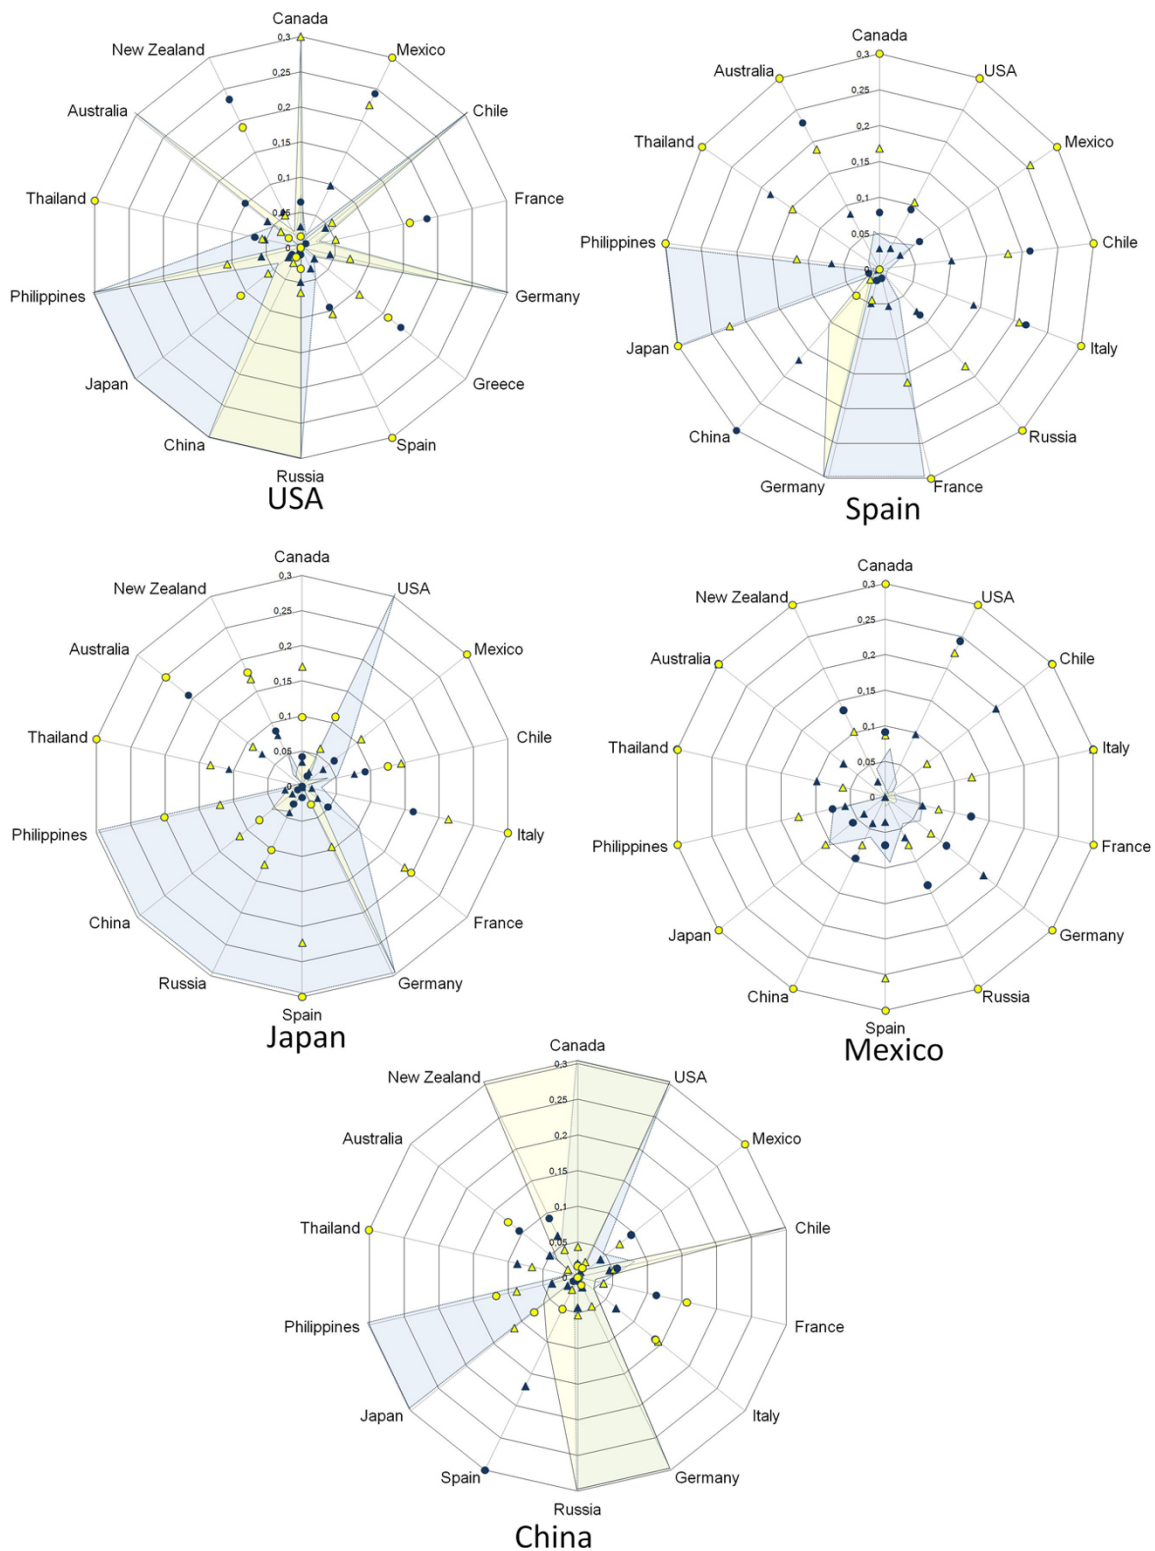 Canada
0,3
Mexico
New Zealand
0,25
Chile
Australia
0,2
0,15
0,1
Thailand
France
0,05
0
Philippines
Germany
Japan
Greece
China
Spain
Russia
USA
Canada
0,3
USA
Australia
0,25
Mexico
Thailand
0,2
0,15
0,1
Philippines
Chile
0,05
0
Japan
Italy
China
Russia
Germany
France
Spain
Canada
0,3
USA
New Zealand
0,25
Mexico
Australia
0,2
0,15
Thailand
Chile
0,1
0,05
0
Philippines
Italy
China
France
Russia
Germany
Spain
Japan
Canada
0,3
USA
New Zealand
0,25
Chile
Australia
0,2
0,15
Thailand
Italy
0,1
0,05
0
Philippines
France
Japan
Germany
China
Russia
Spain
Mexico
Canada
0,3
USA
New Zealand
0,25
Mexico
Australia
0,2
0,15
Thailand
Chile
0,1
0,05
0
Philippines
France
Japan
Italy
Spain
Germany
Russia
China